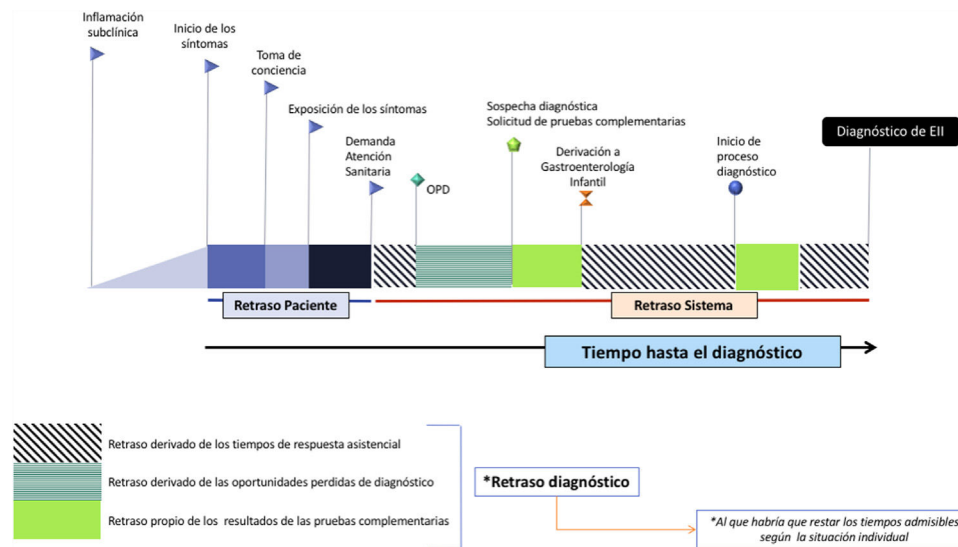 Inflamación
subclínica
Inicio de los
síntomas
Toma de
conciencia
Exposición de los síntomas
Demanda
Atención
Sanitaria
OPD
Sospecha diagnóstica
Solicitud de pruebas complementarias
Derivación a
Gastroenterología
Infantil
Inicio de
proceso
diagnóstico
Diagnóstico de EII
Retraso Paciente
Retraso Sistema
Tiempo hasta el diagnóstico
Retraso derivado de los tiempos de respuesta asistencial
Retraso derivado de las oportunidades perdidas de diagnóstico
Retraso propio de los resultados de las pruebas complementarias
*Retraso diagnóstico
*Al que habría que restar los tiempos admisibles
según la situación individual